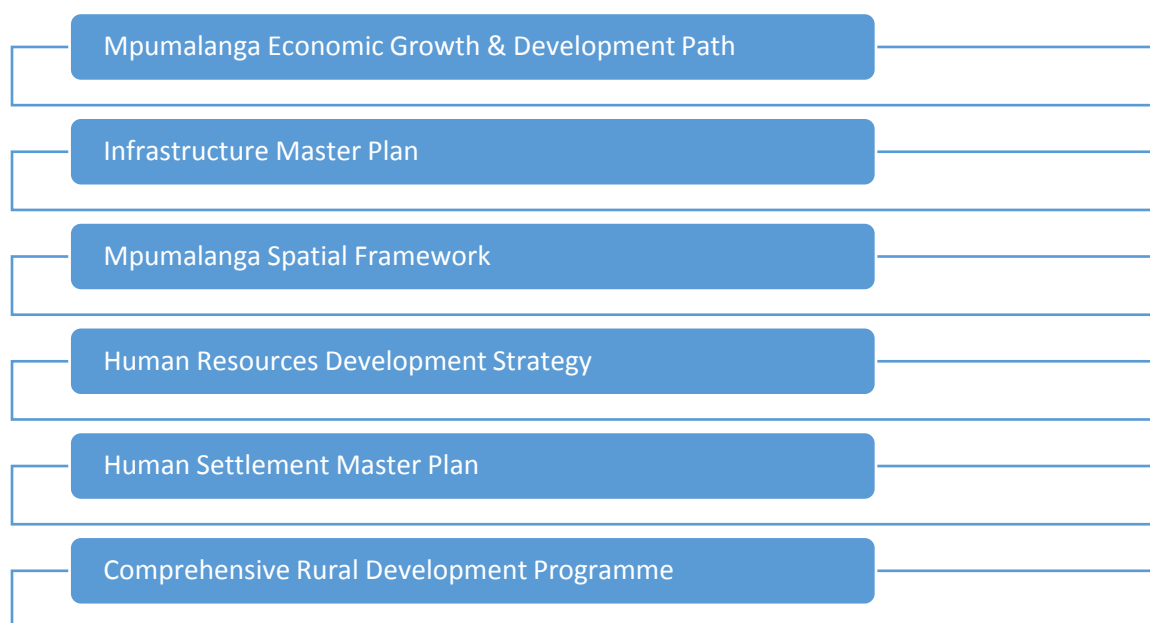 Mpumalanga Economic Growth & Development Path
Infrastructure Master Plan
Mpumalanga Spatial Framework
Human Resources Development Strategy
Human Settlement Master Plan
Comprehensive Rural Development Programme